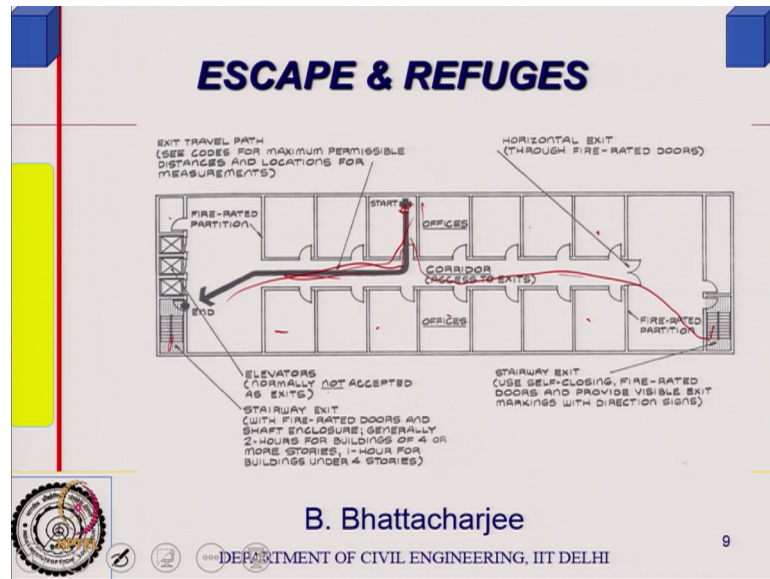 ESCAPE & REFUGES
EXIT TRAVEL PATH
(SEE CODES FOR MAXIMUM PERMISSIBLE
DISTANCES AND LOCATIONS FOR
MEASUREMENTS)
HORIZONTAL EXIT
(THROUGH FIRE-RATED DOORS)
START
FIRE-RATED
PARTITION
OFFICES
CORRIDOR
(ACCESS TO EXITS)
END
OFFICES
FIRE-RATED
PARTITION
ELEVATORS
(NORMALLY NOT ACCEPTED
AS EXITS)
STAIRWAY EXIT
(WITH FIRE-RATED DOORS AND
SHAFT ENCLOSURE; GENERALLY
2-HOURS FOR BUILDINGS OF 4 OR
MORE STORIES, 1-HOUR FOR
BUILDINGS UNDER 4 STORIES)
STAIRWAY EXIT
(USE SELF-CLOSING, FIRE-RATED
DOORS AND PROVIDE VISIBLE EXIT
MARKINGS WITH DIRECTION SIGNS)
NPTEL
B. Bhattacharjee
DEPARTMENT OF CIVIL ENGINEERING, IIT DELHI
9